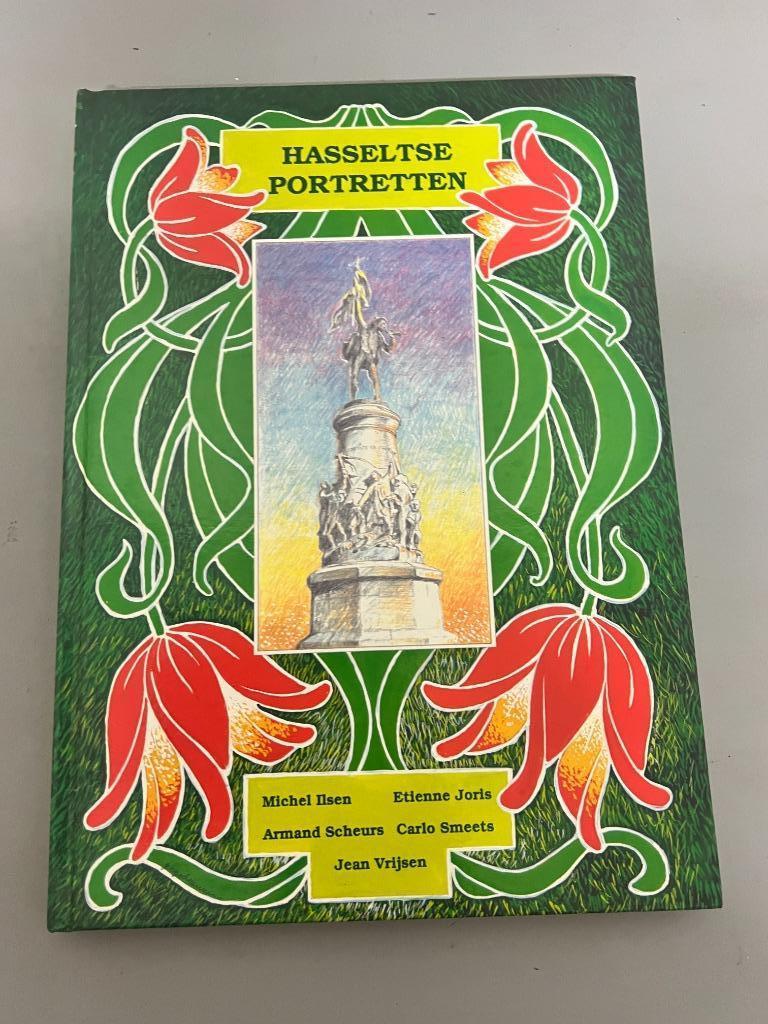 HASSELTSE
PORTRETTEN
Michel Ilsen Etienne Joris
Armand Scheurs Carlo Smeets
Jean Vrijsen